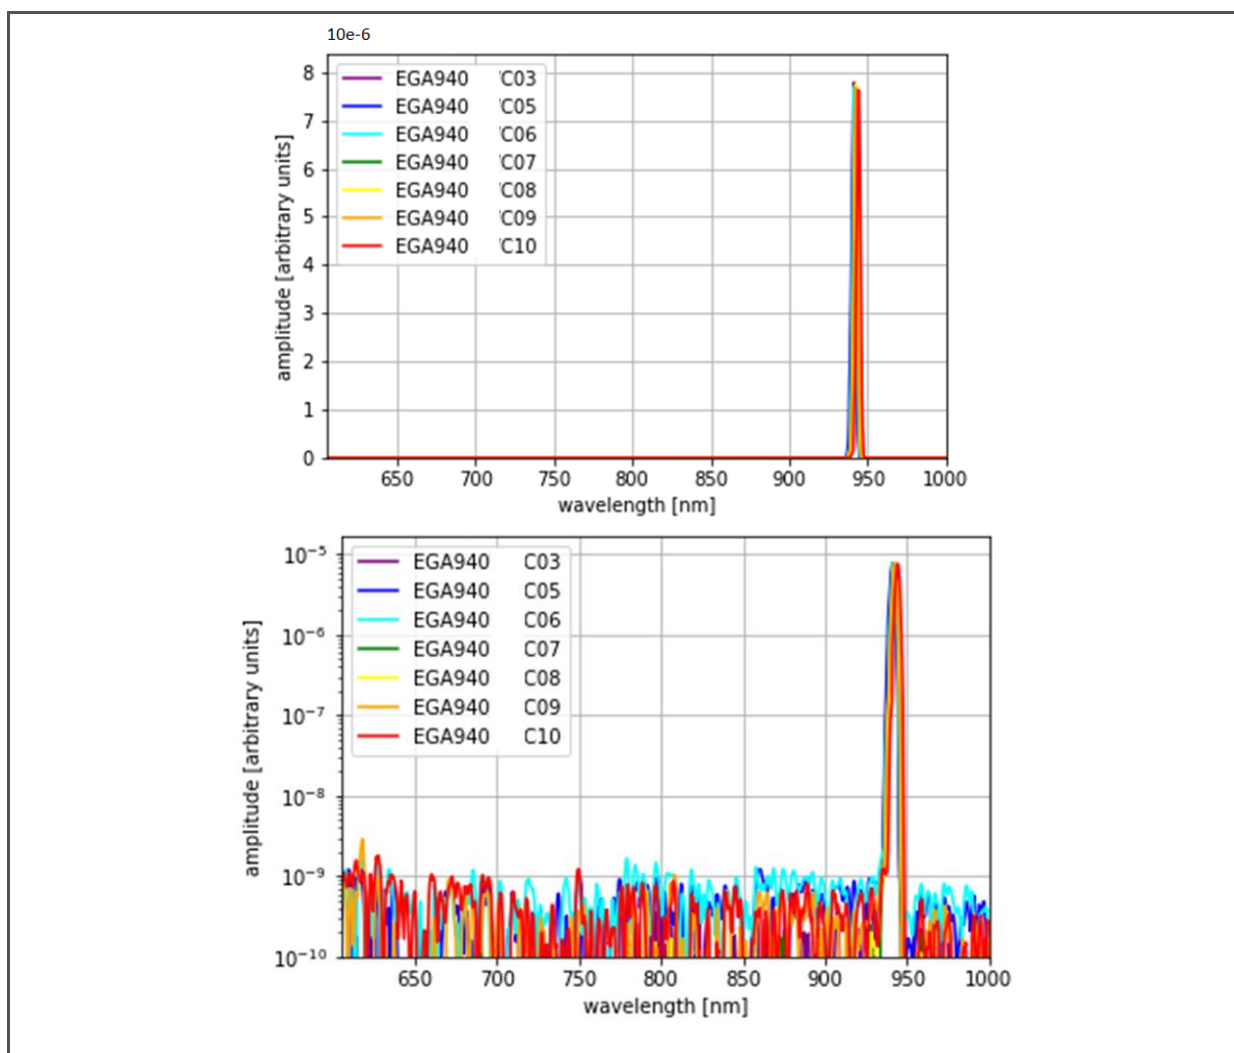 10e-6
8
7
6
5
4
3
2
1
0
amplitude [arbitrary units]
EGA940 'C03
EGA940 'C05
EGA940 'C06
EGA940 'C07
EGA940 'C08
EGA940 'C09
EGA940 'C10
650 700 750 800 850 900 950 1000
wavelength [nm]
10⁻⁵
10⁻⁶
10⁻⁷
10⁻⁸
10⁻⁹
10⁻¹⁰
amplitude [arbitrary units]
EGA940 C03
EGA940 C05
EGA940 C06
EGA940 C07
EGA940 C08
EGA940 C09
EGA940 C10
650 700 750 800 850 900 950 1000
wavelength [nm]